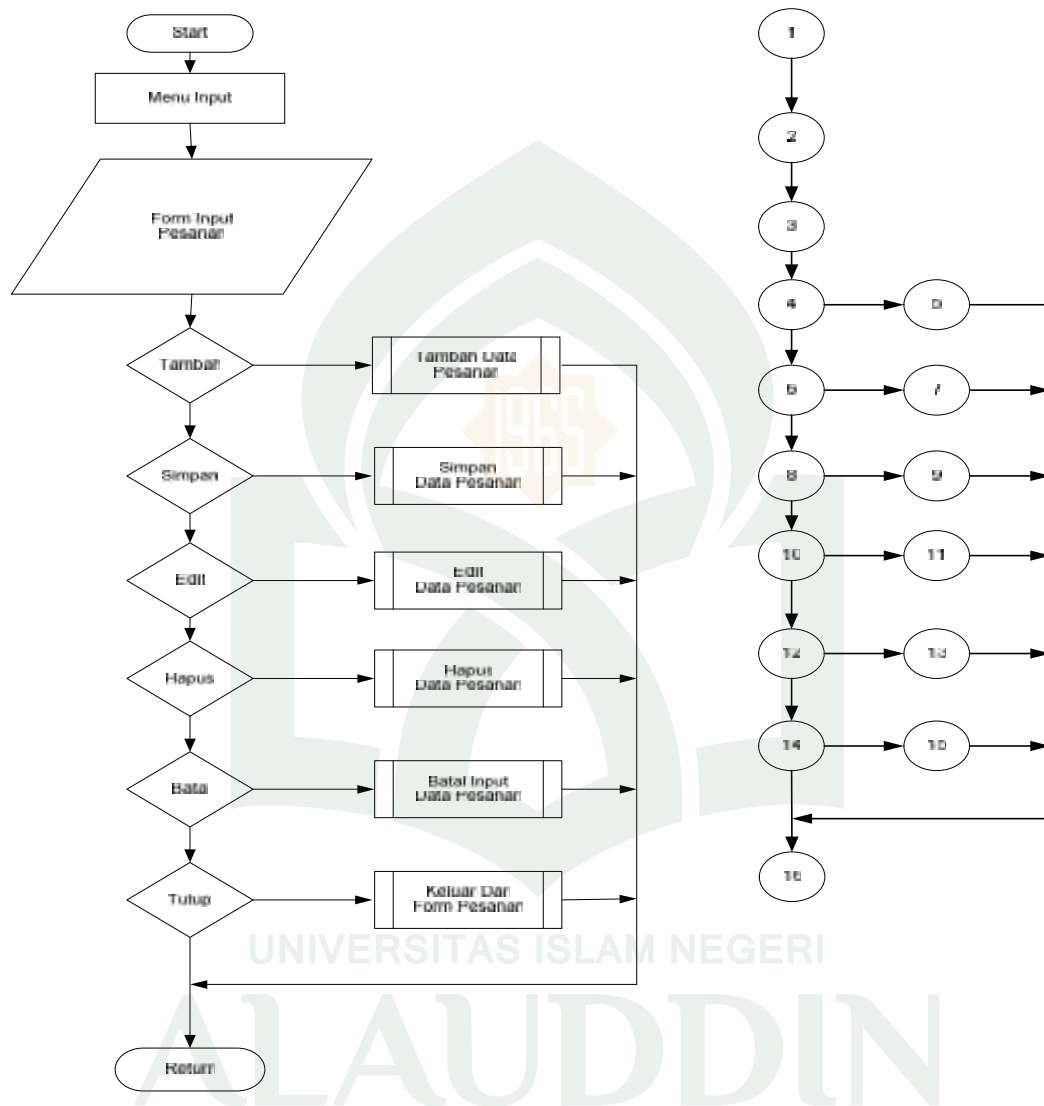 Start
Menu Input
Form Input
Pesanan
Tambah
Tambah Data
Pesanan
Simpan
Simpan
Data Pesanan
Edit
Edit
Data Pesanan
Hapus
Hapus
Data Pesanan
Bata
Batal Input
Data Pesanan
Tutup
Keluar Dari
Form Pesanan
Return
1
2
3
4
5
6
7
8
9
10
11
12
13
14
15
16
1965
UNIVERSITAS ISLAM NEGERI
ALAUDDIN